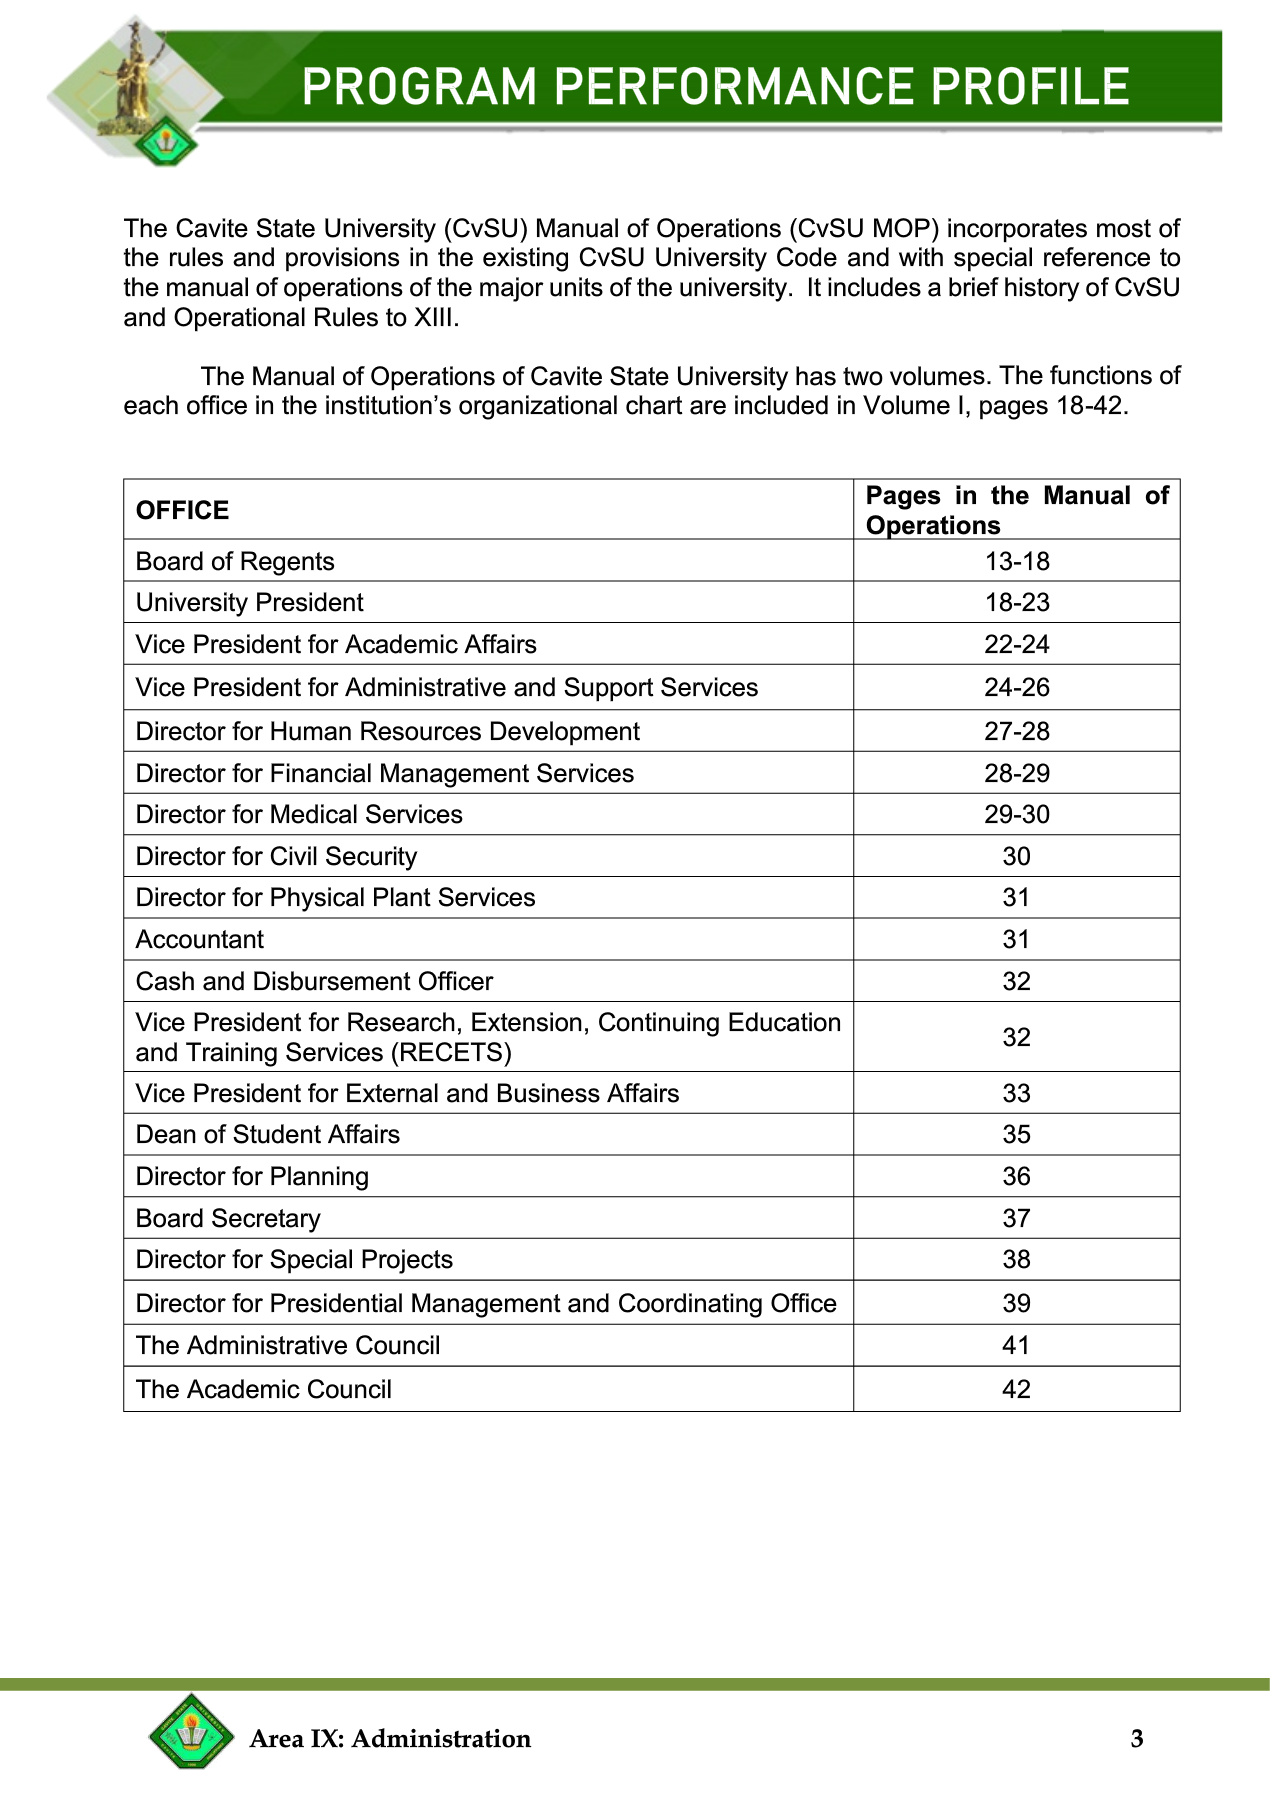 PROGRAM PERFORMANCE PROFILE
The Cavite State University (CvSU) Manual of Operations (CvSU MOP) incorporates most of
the rules and provisions in the existing CvSU University Code and with special reference to
the manual of operations of the major units of the university.  It includes a brief history of CvSU
and Operational Rules to XIII.
The Manual of Operations of Cavite State University has two volumes. The functions of
each office in the institution’s organizational chart are included in Volume I, pages 18-42.
OFFICE
Pages in the Manual of
Operations
Board of Regents 13-18
University President 18-23
Vice President for Academic Affairs 22-24
Vice President for Administrative and Support Services 24-26
Director for Human Resources Development 27-28
Director for Financial Management Services 28-29
Director for Medical Services 29-30
Director for Civil Security 30
Director for Physical Plant Services 31
Accountant 31
Cash and Disbursement Officer 32
Vice President for Research, Extension, Continuing Education
and Training Services (RECETS) 32
Vice President for External and Business Affairs 33
Dean of Student Affairs 35
Director for Planning 36
Board Secretary 37
Director for Special Projects 38
Director for Presidential Management and Coordinating Office 39
The Administrative Council 41
The Academic Council 42
Area IX: Administration 3